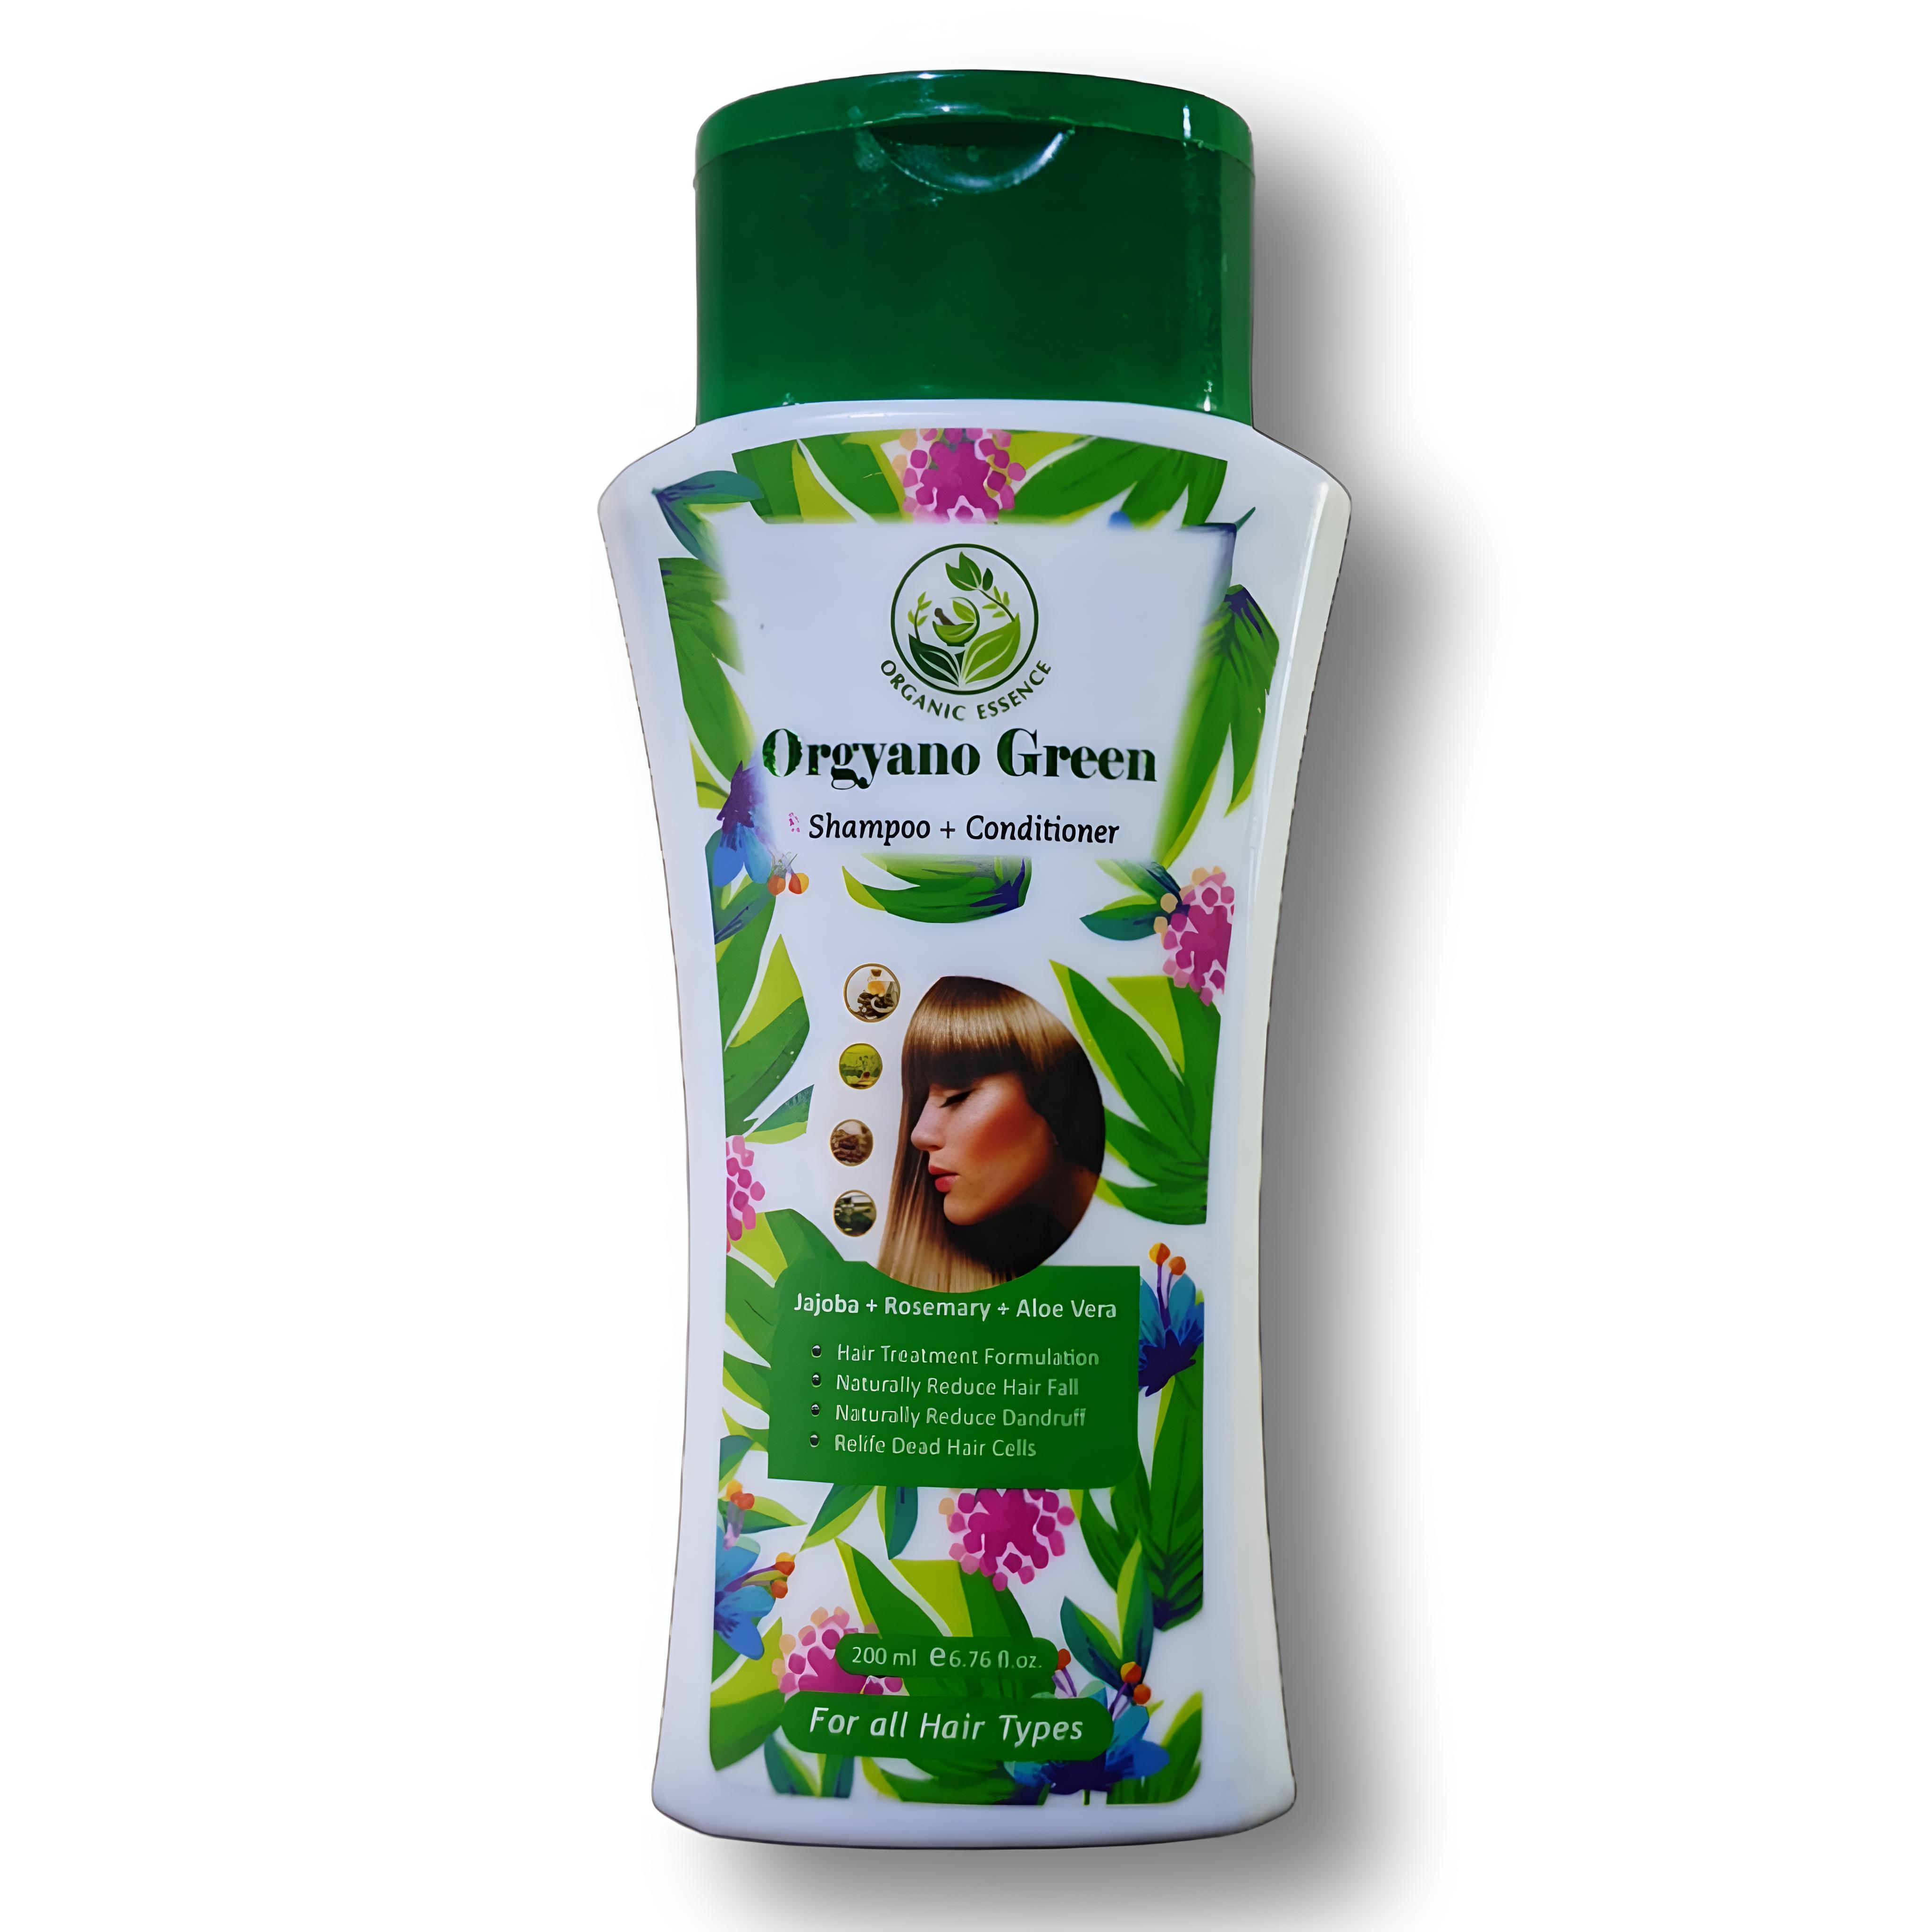 ORGANIC ESSENCE
Orgyano Green
Shampoo + Conditioner
Jajoba + Rosemary + Aloe Vera
Hair Treatment Formulation
Naturally Reduce Hair Fall
Naturally Reduce Dandruff
Relife Dead Hair Cells
200 ml e 6.76 fl.oz.
For all Hair Types